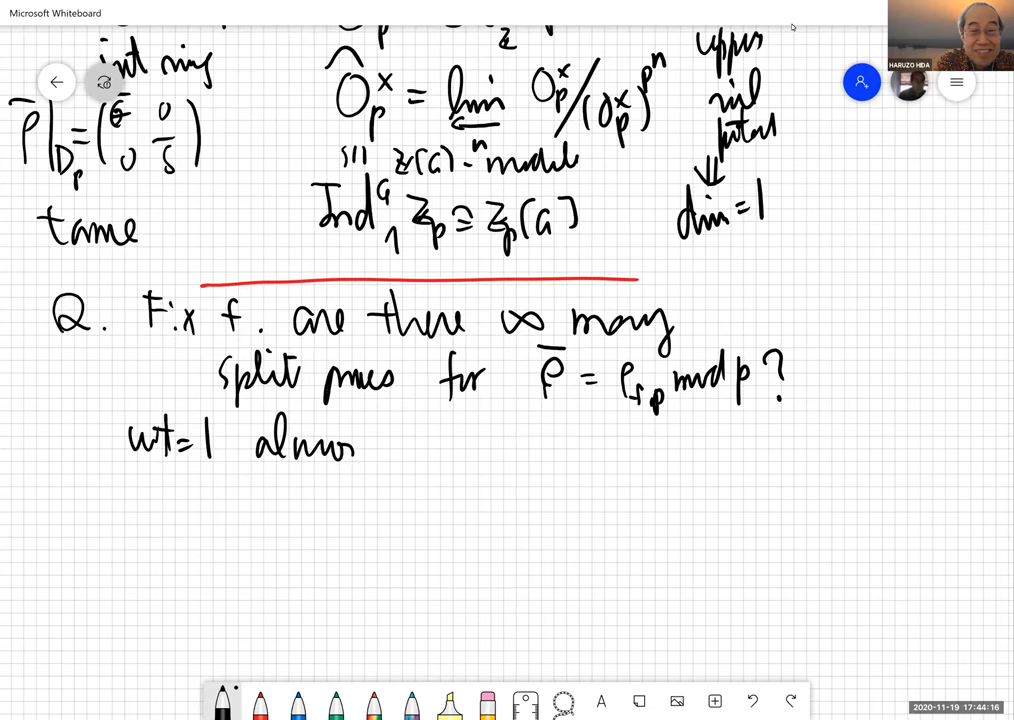 Microsoft Whiteboard
int ring
upper
Ô_p^× = lim O_p^×/(O_p^×)^{p^n}
←n
nil
ρ̄|_{D_p} = (ε̄ 0
0 δ̄)
≅ Z[G]-module
⇓
tame
Ind_1^G Z_p ≅ Z_p[G]
dim = 1
Q. Fix f. are there ∞ many
split primes for ρ̄ = ρ_{f,p} mod p?
wt=1 almos
HARUZO HIDA
A
2020-11-19 17:44:16